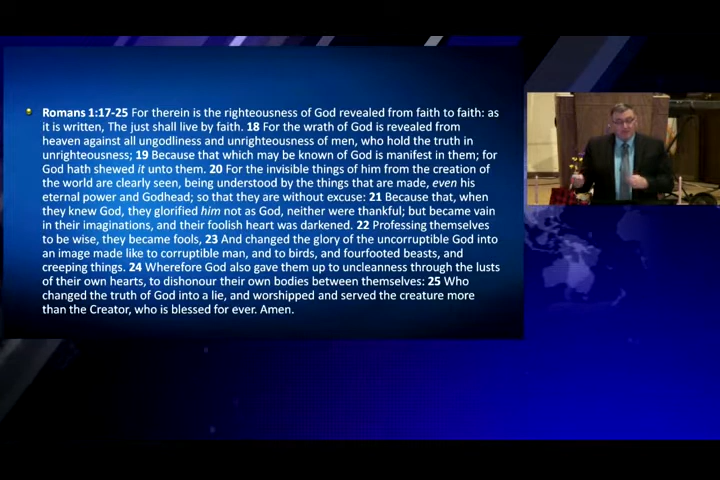 Romans 1:17-25 For therein is the righteousness of God revealed from faith to faith: as
it is written, The just shall live by faith. 18 For the wrath of God is revealed from
heaven against all ungodliness and unrighteousness of men, who hold the truth in
unrighteousness; 19 Because that which may be known of God is manifest in them; for
God hath shewed it unto them. 20 For the invisible things of him from the creation of
the world are clearly seen, being understood by the things that are made, even his
eternal power and Godhead; so that they are without excuse: 21 Because that, when
they knew God, they glorified him not as God, neither were thankful; but became vain
in their imaginations, and their foolish heart was darkened. 22 Professing themselves
to be wise, they became fools, 23 And changed the glory of the uncorruptible God into
an image made like to corruptible man, and to birds, and fourfooted beasts, and
creeping things. 24 Wherefore God also gave them up to uncleanness through the lusts
of their own hearts, to dishonour their own bodies between themselves: 25 Who
changed the truth of God into a lie, and worshipped and served the creature more
than the Creator, who is blessed for ever. Amen.